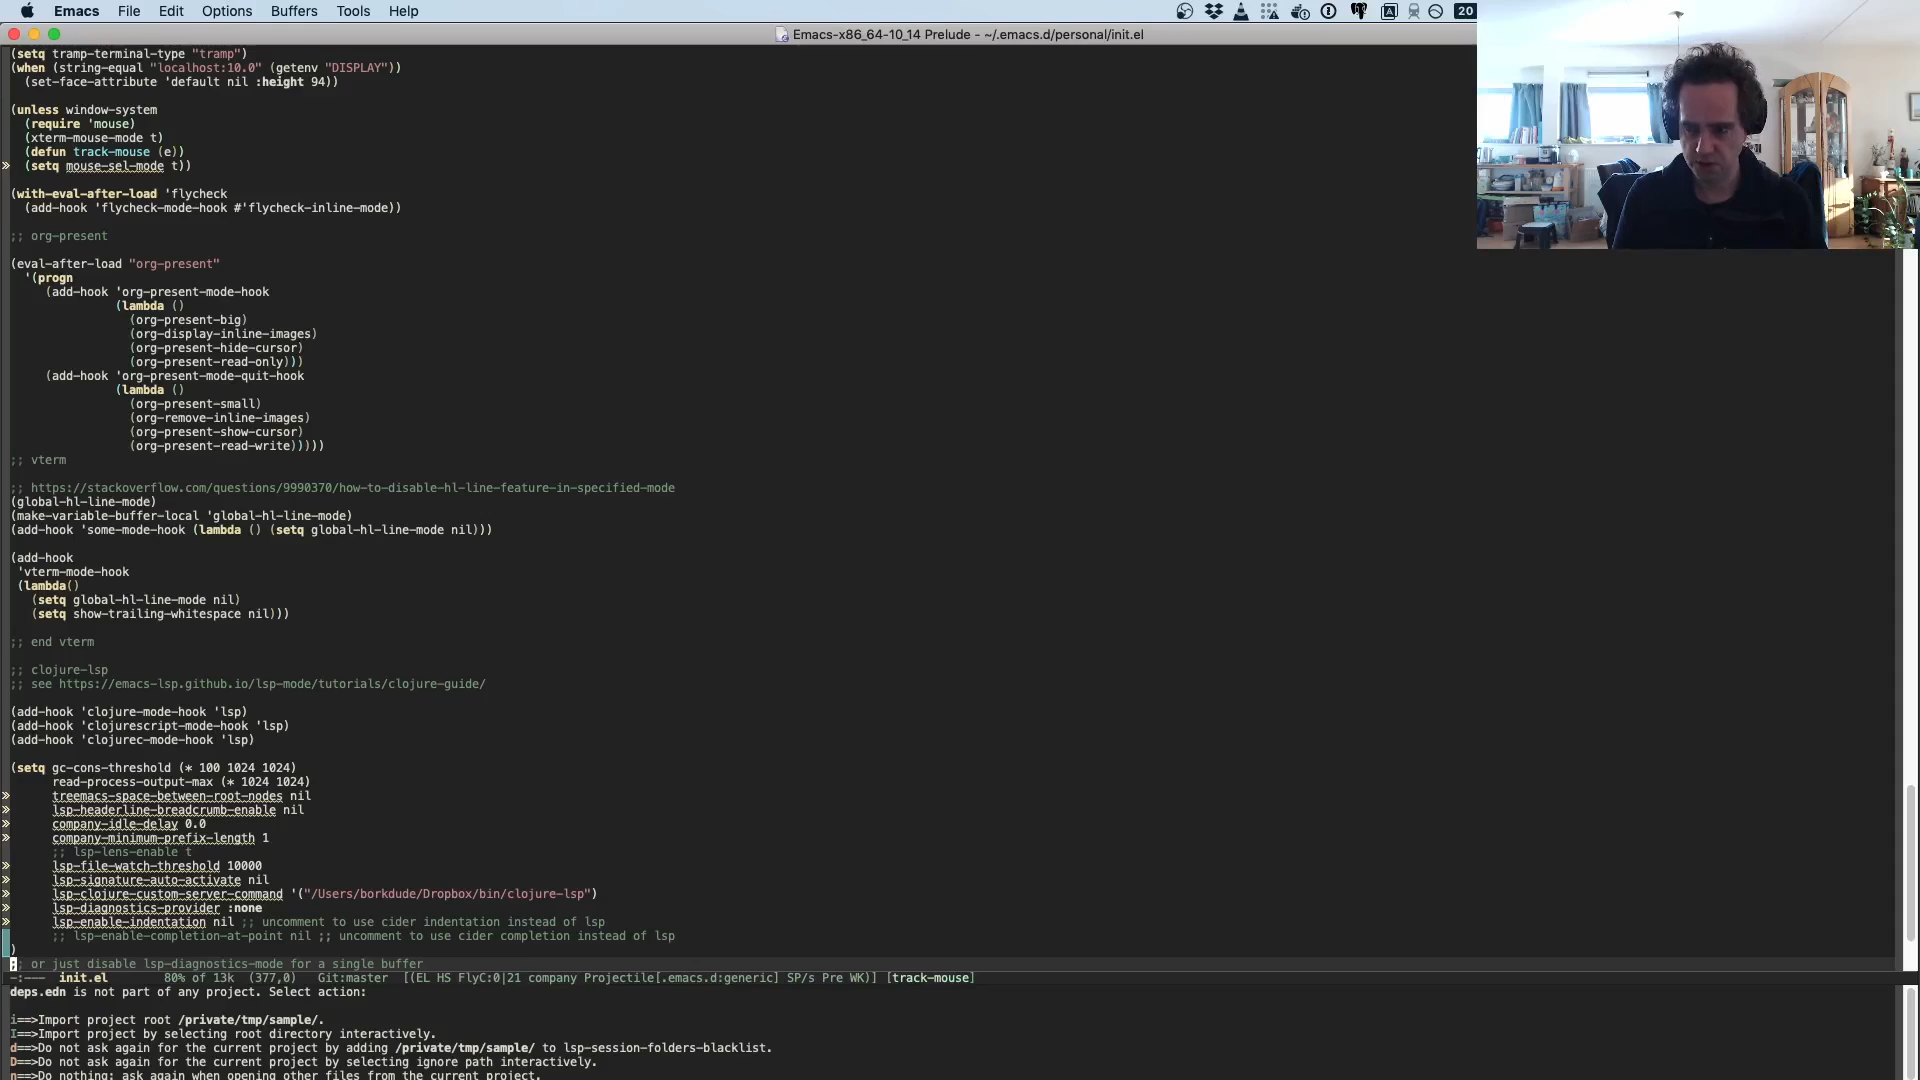 Emacs File Edit Options Buffers Tools Help 20
Emacs-x86_64-10_14 Prelude - ~/.emacs.d/personal/init.el
(setq tramp-terminal-type "tramp")
(when (string-equal "localhost:10.0" (getenv "DISPLAY"))
  (set-face-attribute 'default nil :height 94))
(unless window-system
  (require 'mouse)
  (xterm-mouse-mode t)
  (defun track-mouse (e))
» (setq mouse-sel-mode t))
(with-eval-after-load 'flycheck
  (add-hook 'flycheck-mode-hook #'flycheck-inline-mode))
;; org-present
(eval-after-load "org-present"
  '(progn
     (add-hook 'org-present-mode-hook
               (lambda ()
                 (org-present-big)
                 (org-display-inline-images)
                 (org-present-hide-cursor)
                 (org-present-read-only)))
     (add-hook 'org-present-mode-quit-hook
               (lambda ()
                 (org-present-small)
                 (org-remove-inline-images)
                 (org-present-show-cursor)
                 (org-present-read-write)))))
;; vterm
;; https://stackoverflow.com/questions/9990370/how-to-disable-hl-line-feature-in-specified-mode
(global-hl-line-mode)
(make-variable-buffer-local 'global-hl-line-mode)
(add-hook 'some-mode-hook (lambda () (setq global-hl-line-mode nil)))
(add-hook
 'vterm-mode-hook
 (lambda()
   (setq global-hl-line-mode nil)
   (setq show-trailing-whitespace nil)))
;; end vterm
;; clojure-lsp
;; see https://emacs-lsp.github.io/lsp-mode/tutorials/clojure-guide/
(add-hook 'clojure-mode-hook 'lsp)
(add-hook 'clojurescript-mode-hook 'lsp)
(add-hook 'clojurec-mode-hook 'lsp)
(setq gc-cons-threshold (* 100 1024 1024)
      read-process-output-max (* 1024 1024)
»     treemacs-space-between-root-nodes nil
»     lsp-headerline-breadcrumb-enable nil
»     company-idle-delay 0.0
»     company-minimum-prefix-length 1
      ;; lsp-lens-enable t
»     lsp-file-watch-threshold 10000
»     lsp-signature-auto-activate nil
»     lsp-clojure-custom-server-command '("/Users/borkdude/Dropbox/bin/clojure-lsp")
»     lsp-diagnostics-provider :none
»     lsp-enable-indentation nil ;; uncomment to use cider indentation instead of lsp
      ;; lsp-enable-completion-at-point nil ;; uncomment to use cider completion instead of lsp
)
;; or just disable lsp-diagnostics-mode for a single buffer
-:--- init.el 80% of 13k (377,0) Git:master [(EL HS FlyC:0|21 company Projectile[.emacs.d:generic] SP/s Pre WK)] [track-mouse]
deps.edn is not part of any project. Select action:
i==>Import project root /private/tmp/sample/.
I==>Import project by selecting root directory interactively.
d==>Do not ask again for the current project by adding /private/tmp/sample/ to lsp-session-folders-blacklist.
D==>Do not ask again for the current project by selecting ignore path interactively.
n==>Do nothing: ask again when opening other files from the current project.